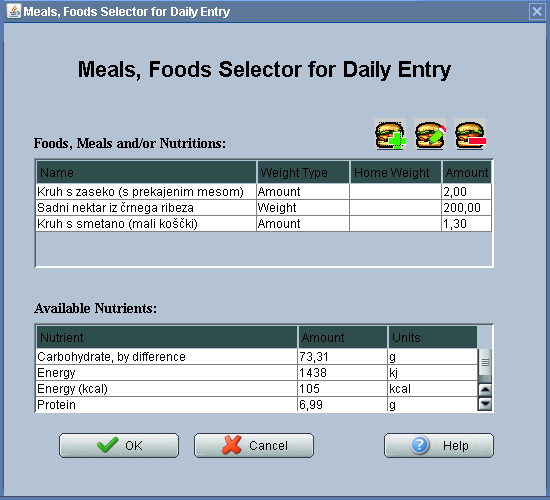 Meals, Foods Selector for Daily Entry
Meals, Foods Selector for Daily Entry
Foods, Meals and/or Nutritions:
Name Weight Type Home Weight Amount
Kruh s zaseko (s prekajenim mesom) Amount 2,00
Sadni nektar iz črnega ribeza Weight 200,00
Kruh s smetano (mali koščki) Amount 1,30
Available Nutrients:
Nutrient Amount Units
Carbohydrate, by difference 73,31 g
Energy 1438 kj
Energy (kcal) 105 kcal
Protein 6,99 g
OK Cancel Help